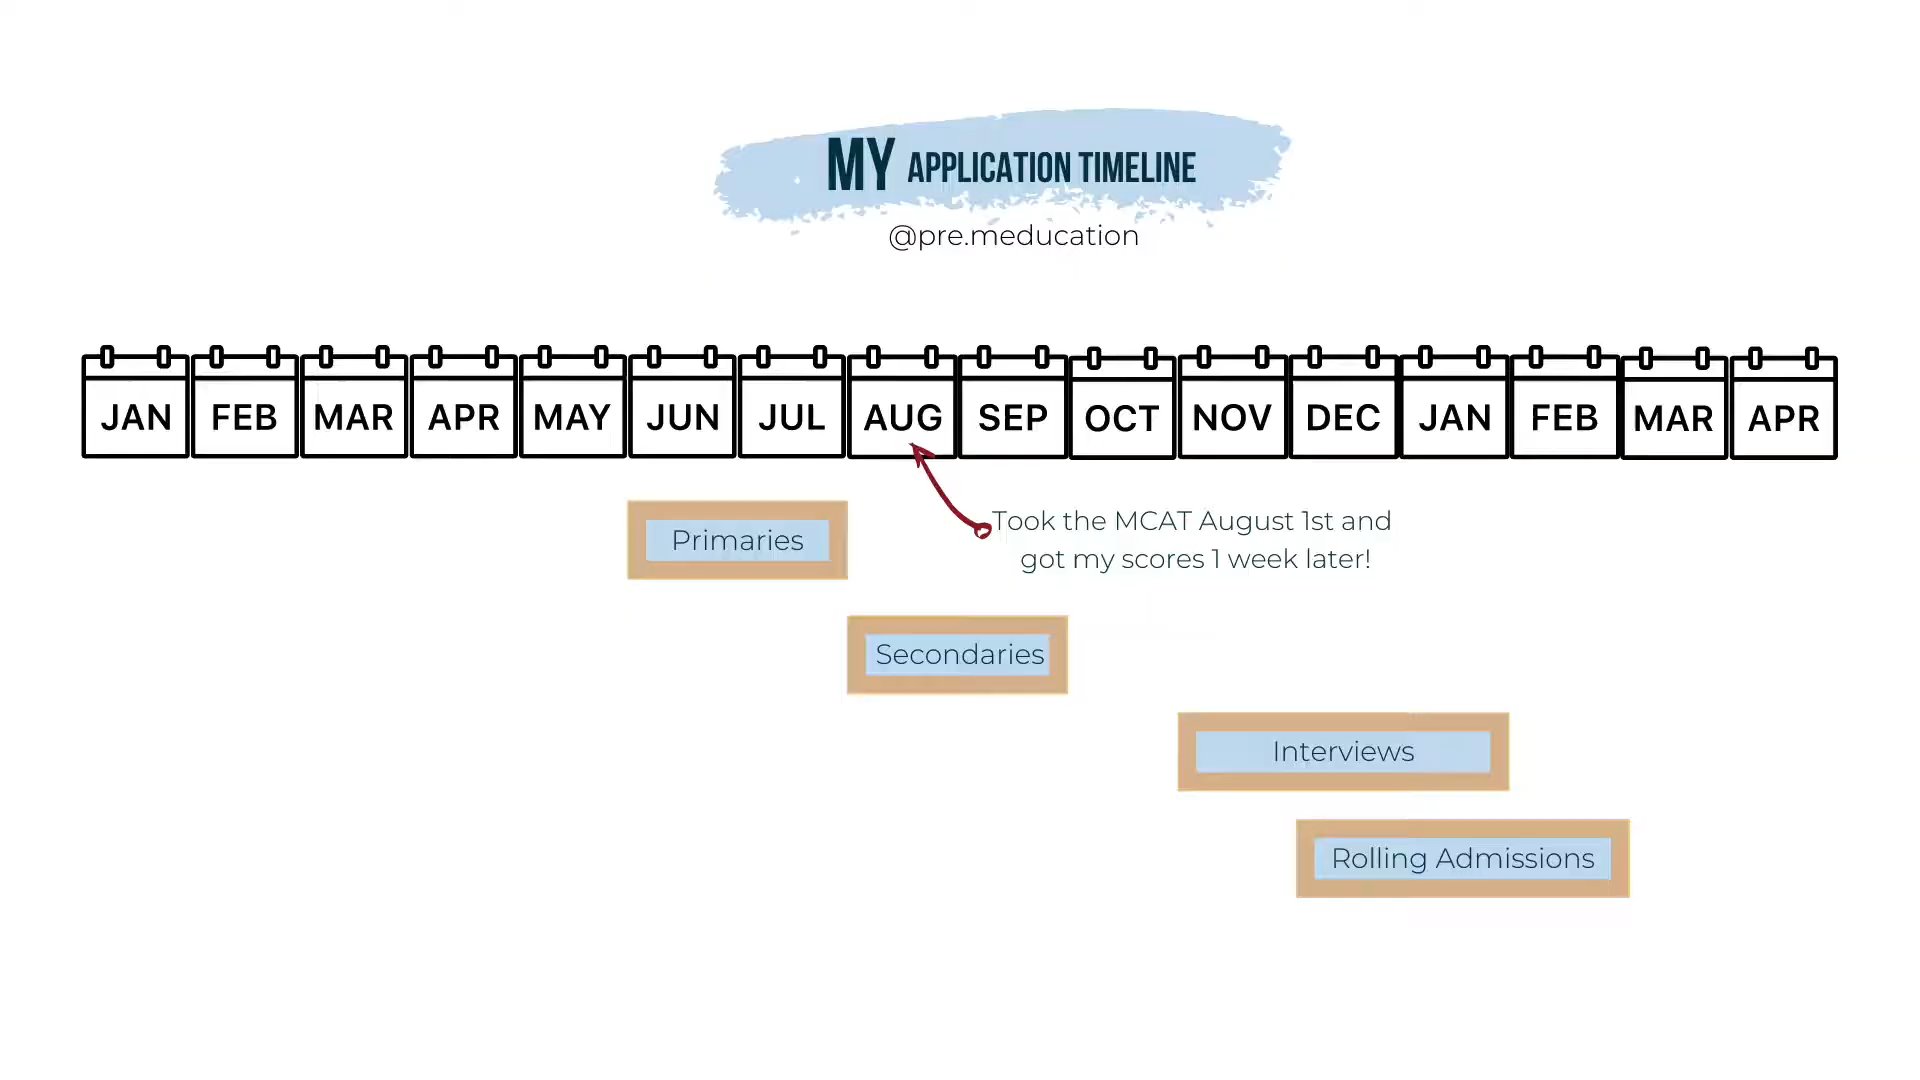 MY APPLICATION TIMELINE
@pre.meducation
JAN FEB MAR APR MAY JUN JUL AUG SEP OCT NOV DEC JAN FEB MAR APR
Primaries
Took the MCAT August 1st and
got my scores 1 week later!
Secondaries
Interviews
Rolling Admissions